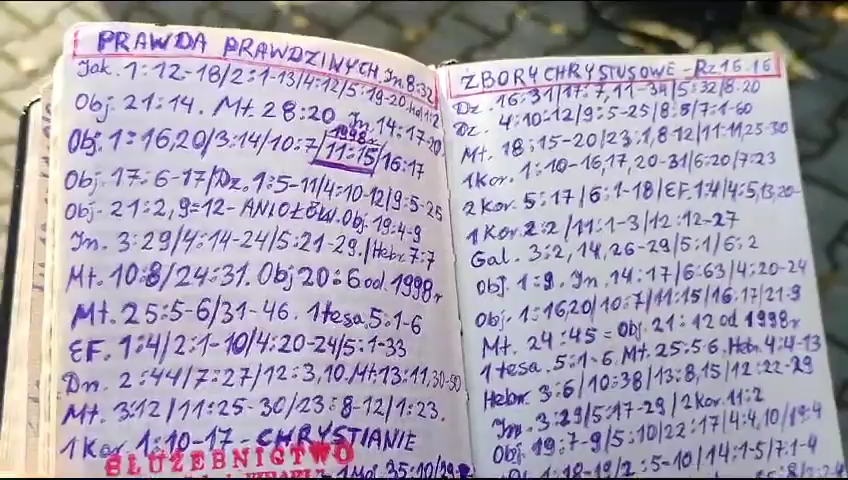 PRAWDA PRAWDZINYCH Jn. 8:32
Jak. 1:12-18/2:1-13/4:12/5:19-20
Obj. 21:14. Mt. 28:20 Jn. 14:17-20
Obj. 1:16,20/3:14/10:7/11:15/16:17
1998r
Obj. 17:6-17/Dz. 1:5-11/4:10-12/9:5-25
Obj. 21:2,9=12-ANIOŁÓW. Obj. 19:4-9
Jn. 3:29/4:14-24/5:21-29./Hebr. 7:7
Mt. 10:8/24:31. Obj 20:6 od. 1998r
Mt. 25:5-6/31-46. 1tesa. 5:1-6
EF. 1:4/2:1-10/4:20-24/5:1-33
Dn. 2:44/7:27/12:3,10. Mt. 13:11,30-50
Mt. 3:12/11:25-30/23:8-12/1:23.
1 Kor. 1:10-17-CHRYSTIANIE
SŁUŻEBNICTWO
ZBORY CHRYSTUSOWE-Rz.16.16
Dz. 16:31/17:7,11-34/5:32/8:20
Dz. 4:10:12/9:5-25/8:5/7:1-60
Mt. 18:15-20/23:1,8-12/11:11,25-30
1Kor. 1:10-16,17,20-31/6:20/7:23
2 Kor. 5:17/6:1-18/EF. 1:4/4:5,13,20-
1 Kor. 2:2/11:1-3/12:12-27
Gal. 3:2,14,26-29/5:1/6:2
Obj. 1:9. Jn. 14:17/6:63/4:20-24
Obj. 1:16,20/10:7/11:15/16:17/21:9
Mt. 24:45=Obj. 21:12 od 1998r
1 tesa. 5:1-6. Mt. 25:5-6. Hebr. 4:4-13
Hebr. 3:6/10:38/13:8,15/12:22-29
Jn. 3:29/5:17-29/2 Kor. 11:2
Obj. 19:7-9/5:10/22:17/4:4,10/19:4
1:18-19/2:5-10/14:1-5/7:1-4